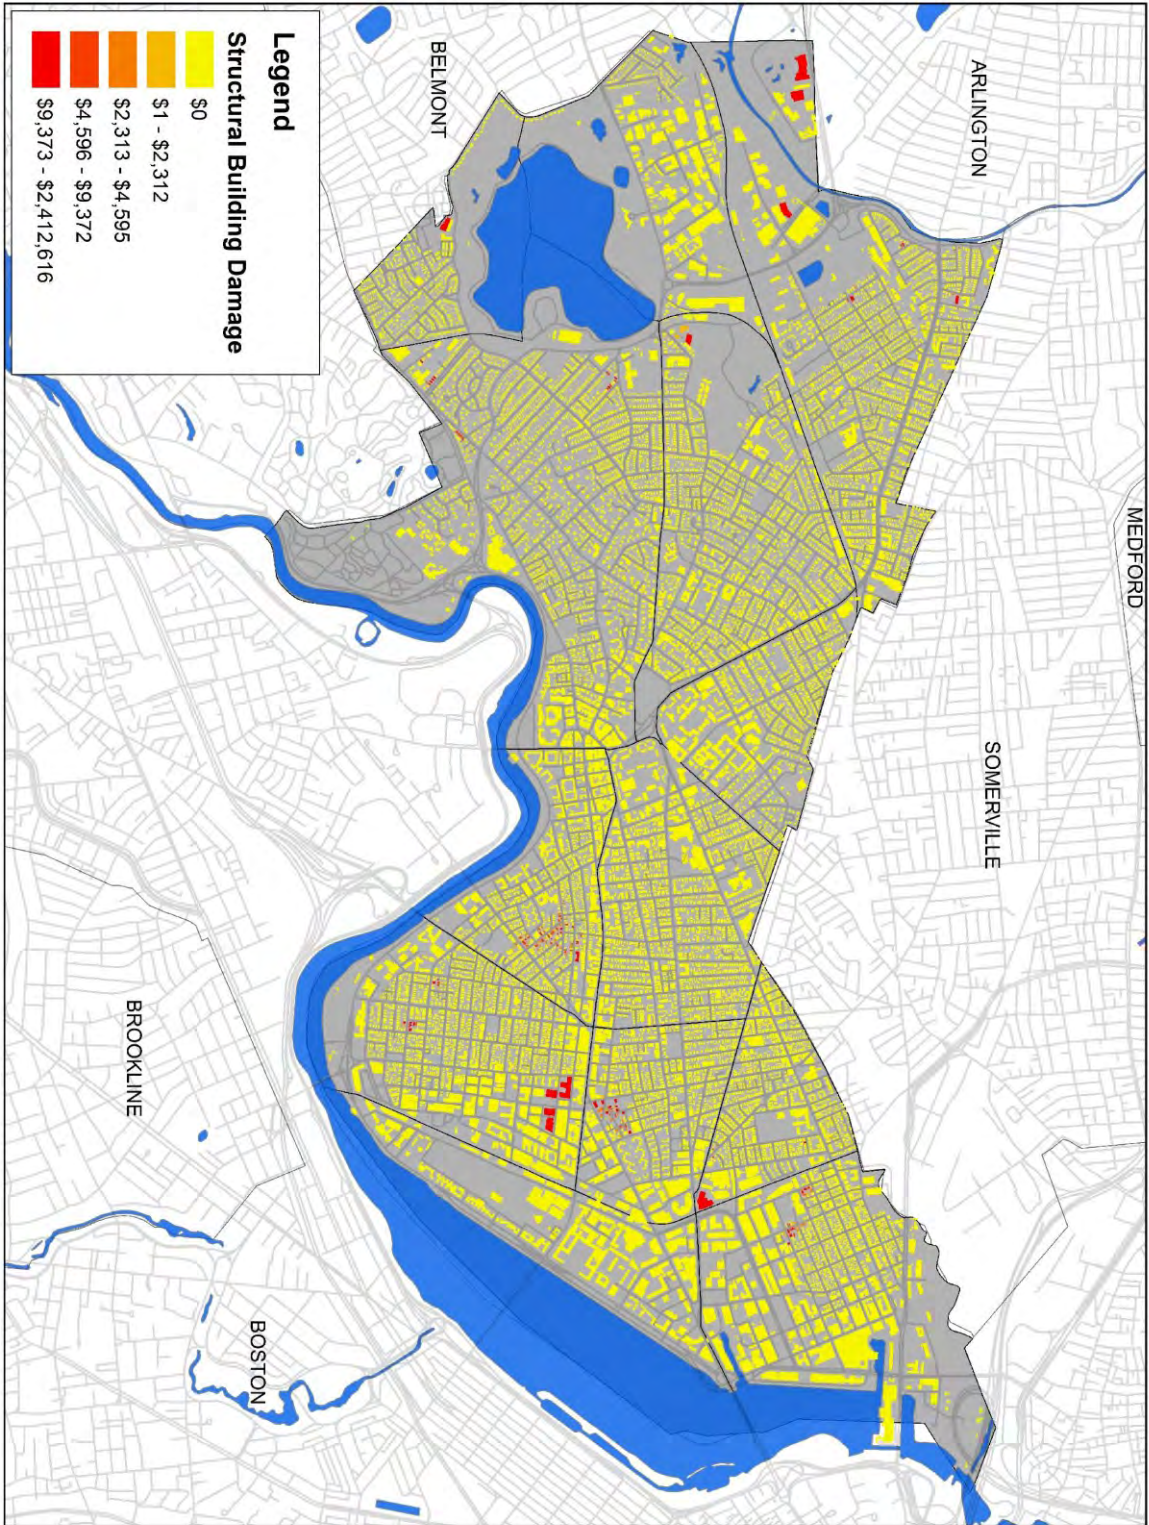 ARLINGTON
MEDFORD
SOMERVILLE
BELMONT
BROOKLINE
BOSTON
Legend
Structural Building Damage
$0
$1 - $2,312
$2,313 - $4,595
$4,596 - $9,372
$9,373 - $2,412,616